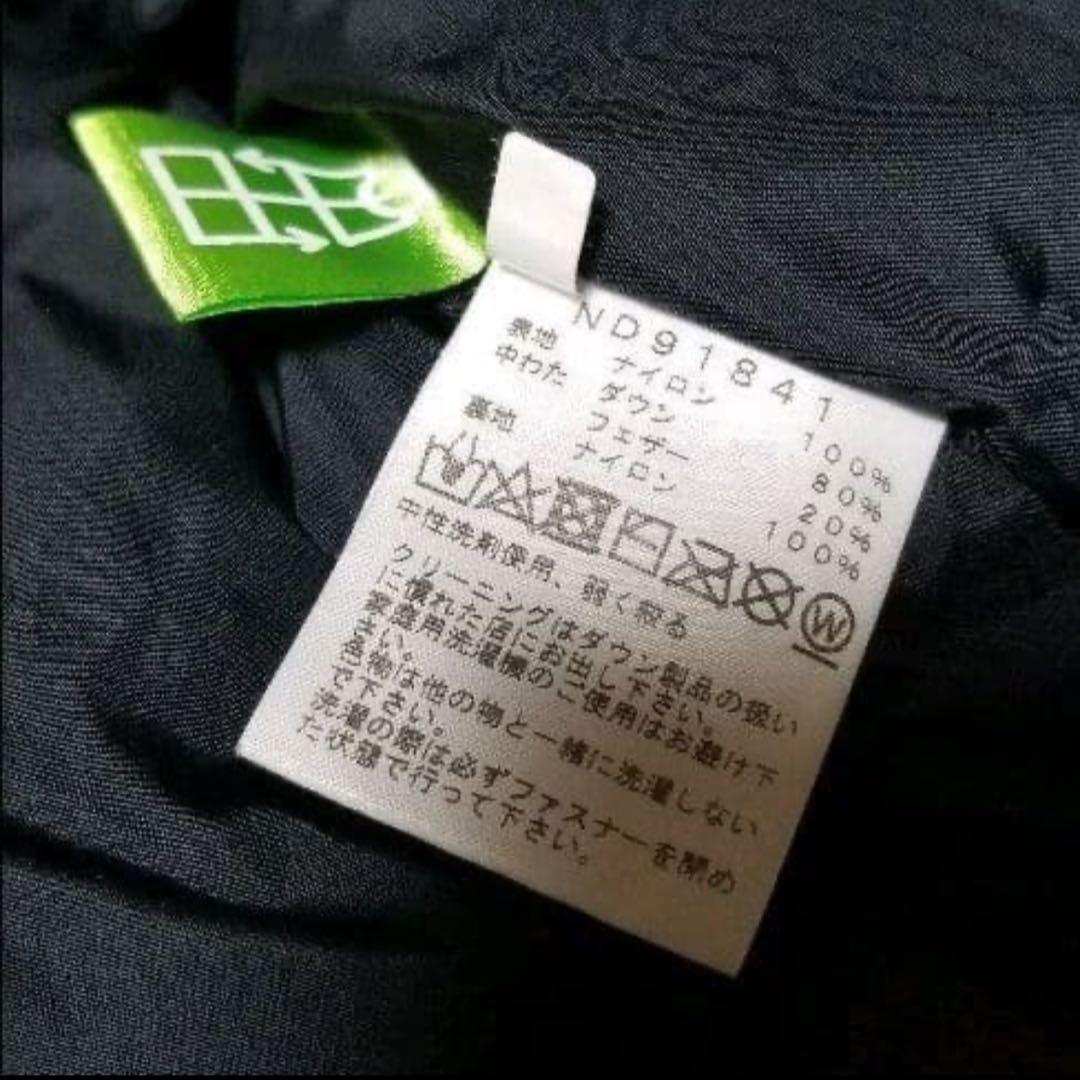 ND91841
表地 ナイロン 100%
中わた ダウン 80%
フェザー 20%
裏地 ナイロン 100%
W
中性洗剤使用、弱く絞る
クリーニングはダウン製品の扱い
に慣れた店にお出し下さい。
家庭用洗濯機のご使用はお避け下
さい。
色物は他の物と一緒に洗濯しない
で下さい。
洗濯の際は必ずファスナーを閉め
た状態で行って下さい。